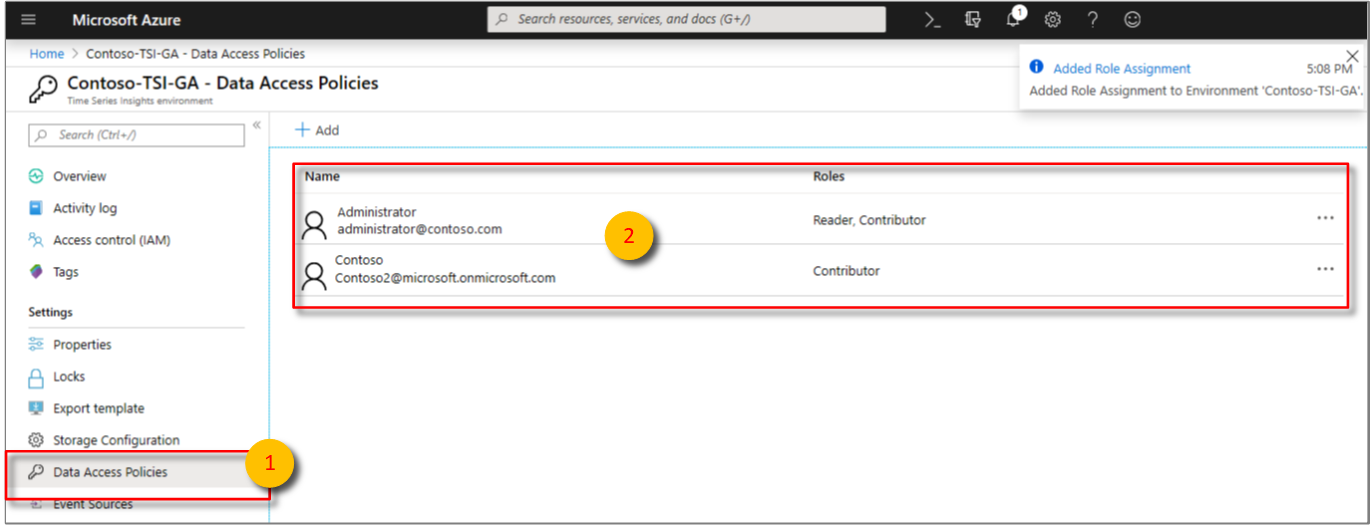 Microsoft Azure
Search resources, services, and docs (G+/)
1
Home > Contoso-TSI-GA - Data Access Policies
Added Role Assignment 5:08 PM
Added Role Assignment to Environment 'Contoso-TSI-GA'.
Contoso-TSI-GA - Data Access Policies
Time Series Insights environment
Search (Ctrl+/)
Add
Overview
Activity log
Access control (IAM)
Tags
Settings
Properties
Locks
Export template
Storage Configuration
Data Access Policies
1
Event Sources
Name Roles
Administrator
administrator@contoso.com
Reader, Contributor
2
Contoso
Contoso2@microsoft.onmicrosoft.com
Contributor